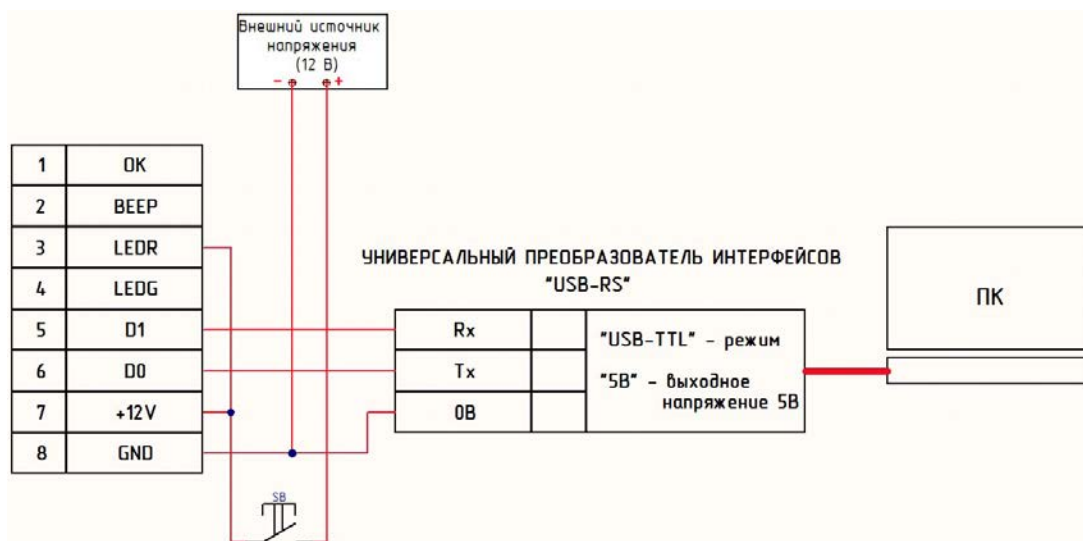 Внешний источник
напряжения
(12 В)
- +
1 OK
2 BEEP
3 LEDR
4 LEDG
5 D1
6 D0
7 +12V
8 GND
SB
УНИВЕРСАЛЬНЫЙ ПРЕОБРАЗОВАТЕЛЬ ИНТЕРФЕЙСОВ
"USB-RS"
Rx
Tx
0В
"USB-TTL" - режим
"5В" - выходное
напряжение 5В
ПК